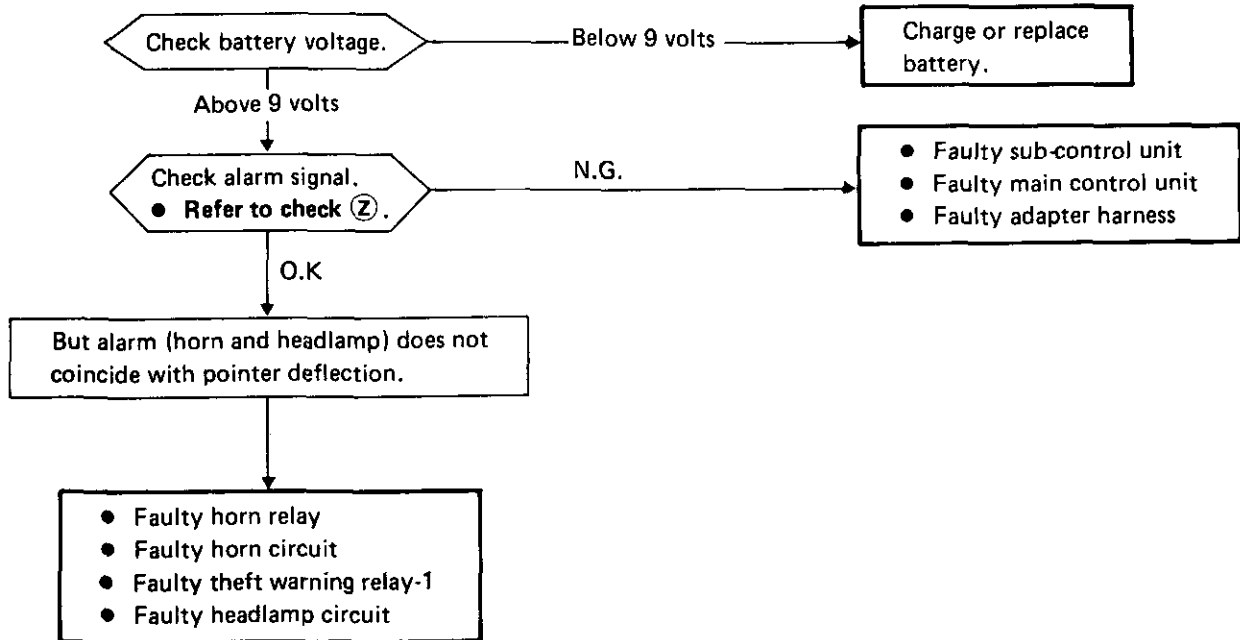 Check battery voltage.
Below 9 volts
Charge or replace
battery.
Above 9 volts
Check alarm signal.
● Refer to check Ⓩ.
N.G.
● Faulty sub-control unit
● Faulty main control unit
● Faulty adapter harness
O.K
But alarm (horn and headlamp) does not
coincide with pointer deflection.
● Faulty horn relay
● Faulty horn circuit
● Faulty theft warning relay-1
● Faulty headlamp circuit